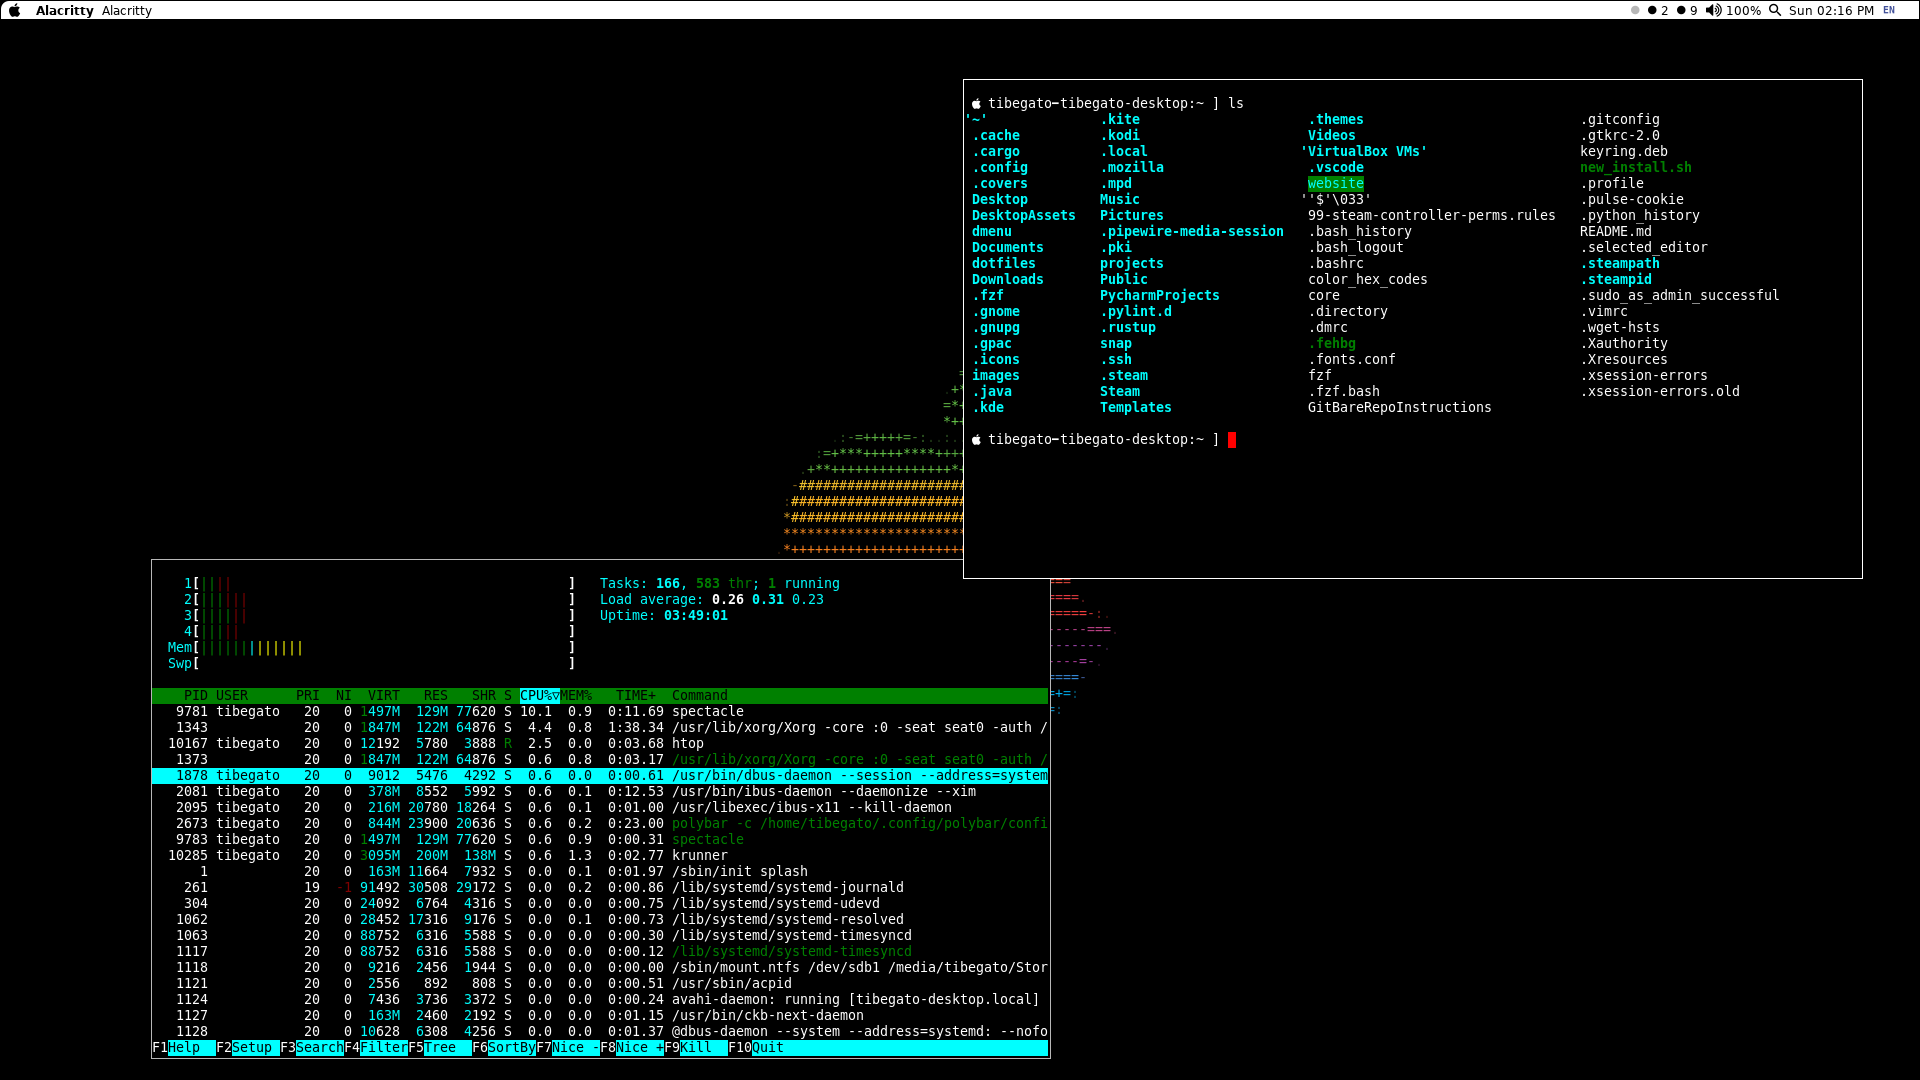 Alacritty Alacritty 2 9 100% Sun 02:16 PM EN
tibegato-tibegato-desktop:~ ] ls
'~' .kite .themes .gitconfig
.cache .kodi Videos .gtkrc-2.0
.cargo .local 'VirtualBox VMs' keyring.deb
.config .mozilla .vscode new_install.sh
.covers .mpd website .profile
Desktop Music ''$'\033' .pulse-cookie
DesktopAssets Pictures 99-steam-controller-perms.rules .python_history
dmenu .pipewire-media-session .bash_history README.md
Documents .pki .bash_logout .selected_editor
dotfiles projects .bashrc .steampath
Downloads Public color_hex_codes .steampid
.fzf PycharmProjects core .sudo_as_admin_successful
.gnome .pylint.d .directory .vimrc
.gnupg .rustup .dmrc .wget-hsts
.gpac snap .fehbg .Xauthority
.icons .ssh .fonts.conf .Xresources
images .steam fzf .xsession-errors
.java Steam .fzf.bash .xsession-errors.old
.kde Templates GitBareRepoInstructions
tibegato-tibegato-desktop:~ ]
1[||||] Tasks: 166, 583 thr; 1 running
2[||||||] Load average: 0.26 0.31 0.23
3[||||||] Uptime: 03:49:01
4[|||||]
Mem[|||||||||||||]
Swp[ ]
PID USER PRI NI VIRT RES SHR S CPU%▽MEM% TIME+ Command
9781 tibegato 20 0 1497M 129M 77620 S 10.1 0.9 0:11.69 spectacle
1343 20 0 1847M 122M 64876 S 4.4 0.8 1:38.34 /usr/lib/xorg/Xorg -core :0 -seat seat0 -auth /
10167 tibegato 20 0 12192 5780 3888 R 2.5 0.0 0:03.68 htop
1373 20 0 1847M 122M 64876 S 0.6 0.8 0:03.17 /usr/lib/xorg/Xorg -core :0 -seat seat0 -auth /
1878 tibegato 20 0 9012 5476 4292 S 0.6 0.0 0:00.61 /usr/bin/dbus-daemon --session --address=system
2081 tibegato 20 0 378M 8552 5992 S 0.6 0.1 0:12.53 /usr/bin/ibus-daemon --daemonize --xim
2095 tibegato 20 0 216M 20780 18264 S 0.6 0.1 0:01.00 /usr/libexec/ibus-x11 --kill-daemon
2673 tibegato 20 0 844M 23900 20636 S 0.6 0.2 0:23.00 polybar -c /home/tibegato/.config/polybar/confi
9783 tibegato 20 0 1497M 129M 77620 S 0.6 0.9 0:00.31 spectacle
10285 tibegato 20 0 3095M 200M 138M S 0.6 1.3 0:02.77 krunner
1 20 0 163M 11664 7932 S 0.0 0.1 0:01.97 /sbin/init splash
261 19 -1 91492 30508 29172 S 0.0 0.2 0:00.86 /lib/systemd/systemd-journald
304 20 0 24092 6764 4316 S 0.0 0.0 0:00.75 /lib/systemd/systemd-udevd
1062 20 0 28452 17316 9176 S 0.0 0.1 0:00.73 /lib/systemd/systemd-resolved
1063 20 0 88752 6316 5588 S 0.0 0.0 0:00.30 /lib/systemd/systemd-timesyncd
1117 20 0 88752 6316 5588 S 0.0 0.0 0:00.12 /lib/systemd/systemd-timesyncd
1118 20 0 9216 2456 1944 S 0.0 0.0 0:00.00 /sbin/mount.ntfs /dev/sdb1 /media/tibegato/Stor
1121 20 0 2556 892 808 S 0.0 0.0 0:00.51 /usr/sbin/acpid
1124 20 0 7436 3736 3372 S 0.0 0.0 0:00.24 avahi-daemon: running [tibegato-desktop.local]
1127 20 0 163M 2460 2192 S 0.0 0.0 0:01.15 /usr/bin/ckb-next-daemon
1128 20 0 10628 6308 4256 S 0.0 0.0 0:01.37 @dbus-daemon --system --address=systemd: --nofo
F1Help F2Setup F3SearchF4FilterF5Tree F6SortByF7Nice -F8Nice +F9Kill F10Quit